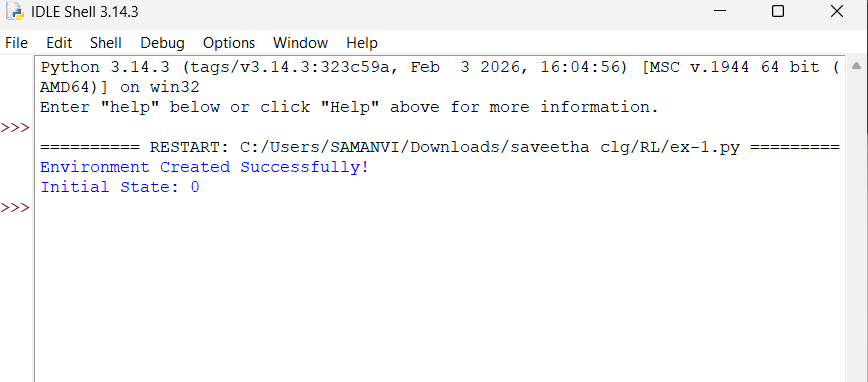 IDLE Shell 3.14.3
File Edit Shell Debug Options Window Help
Python 3.14.3 (tags/v3.14.3:323c59a, Feb  3 2026, 16:04:56) [MSC v.1944 64 bit (
AMD64)] on win32
Enter "help" below or click "Help" above for more information.
>>>
========== RESTART: C:/Users/SAMANVI/Downloads/saveetha clg/RL/ex-1.py =========
Environment Created Successfully!
Initial State: 0
>>>